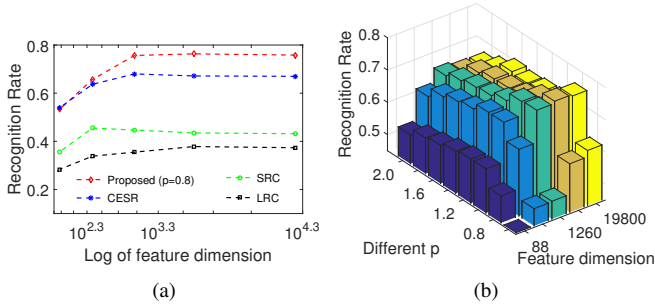 0.8
0.6
0.4
0.2
Recognition Rate
Proposed (p=0.8)
CESR
SRC
LRC
10^2.3
10^3.3
10^4.3
Log of feature dimension
(a)
0.8
0.7
0.6
0.5
Recognition Rate
2.0
1.6
1.2
0.8
Different p
88
1260
19800
Feature dimension
(b)